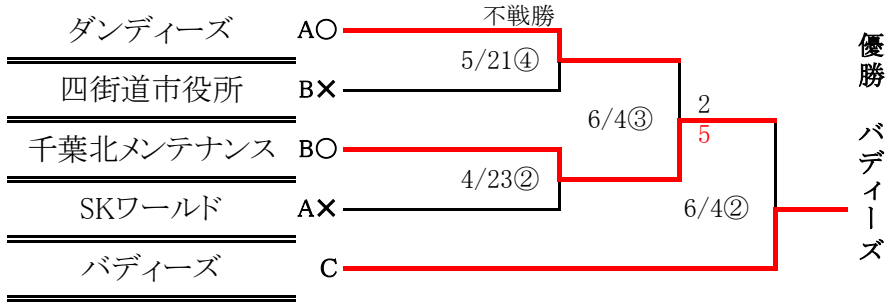 不戦勝
ダンディーズ A○
5/21④
四街道市役所 B×
6/4③
2
5
千葉北メンテナンス B○
4/23②
SKワールド A×
6/4②
バディーズ C
優勝 バディーズ